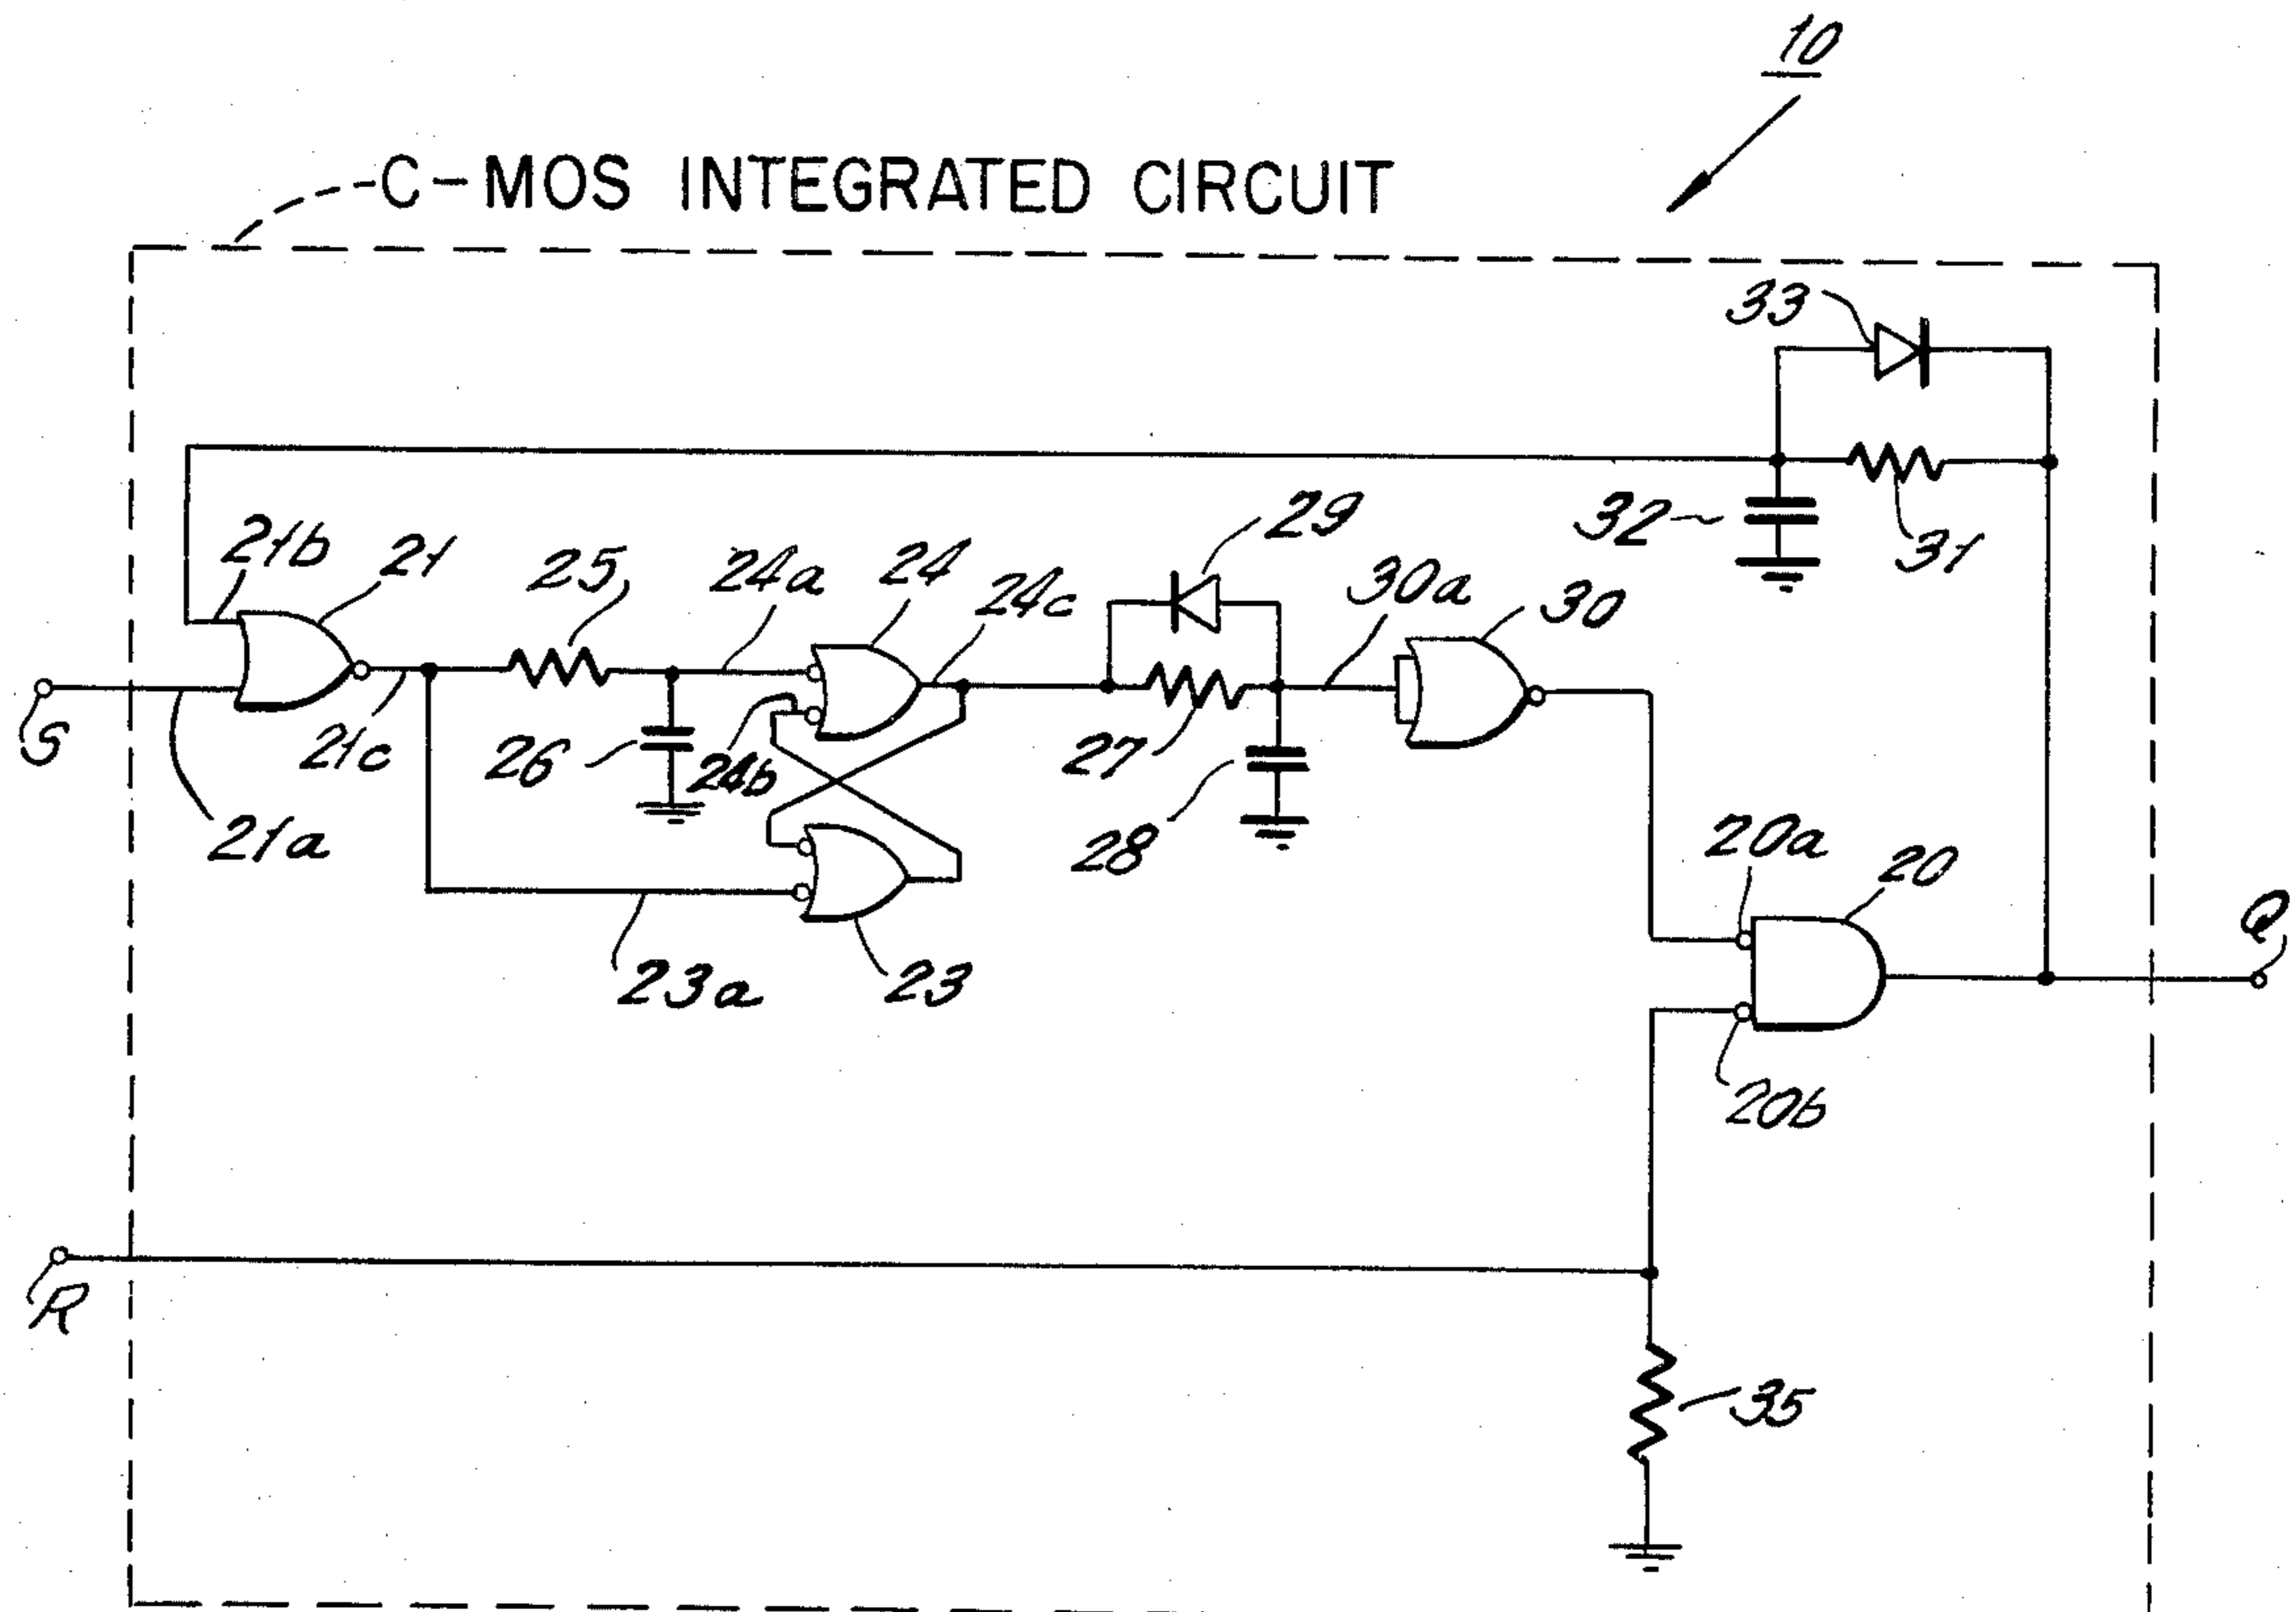 10
C-MOS INTEGRATED CIRCUIT
33
32
31
21b
21
25
24a
24
24c
29
30a
30
S
21c
26
24b
27
28
21a
20a
20
Q
23a
23
20b
R
35